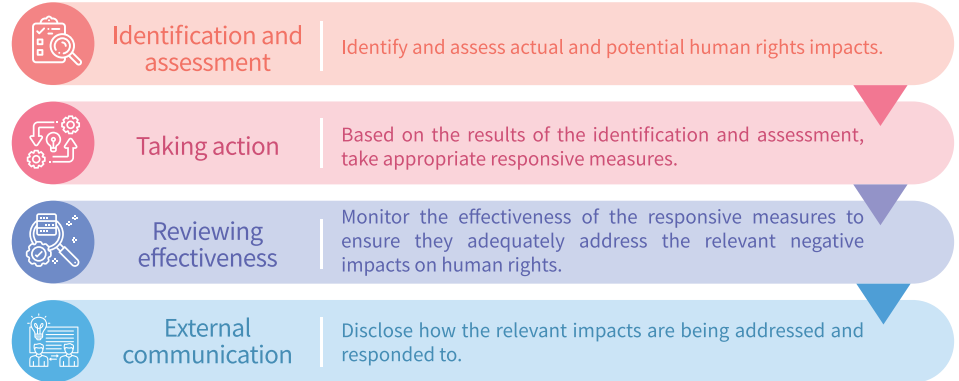 Identification and
assessment
Identify and assess actual and potential human rights impacts.
Taking action
Based on the results of the identification and assessment,
take appropriate responsive measures.
Reviewing
effectiveness
Monitor the effectiveness of the responsive measures to
ensure they adequately address the relevant negative
impacts on human rights.
External
communication
Disclose how the relevant impacts are being addressed and
responded to.